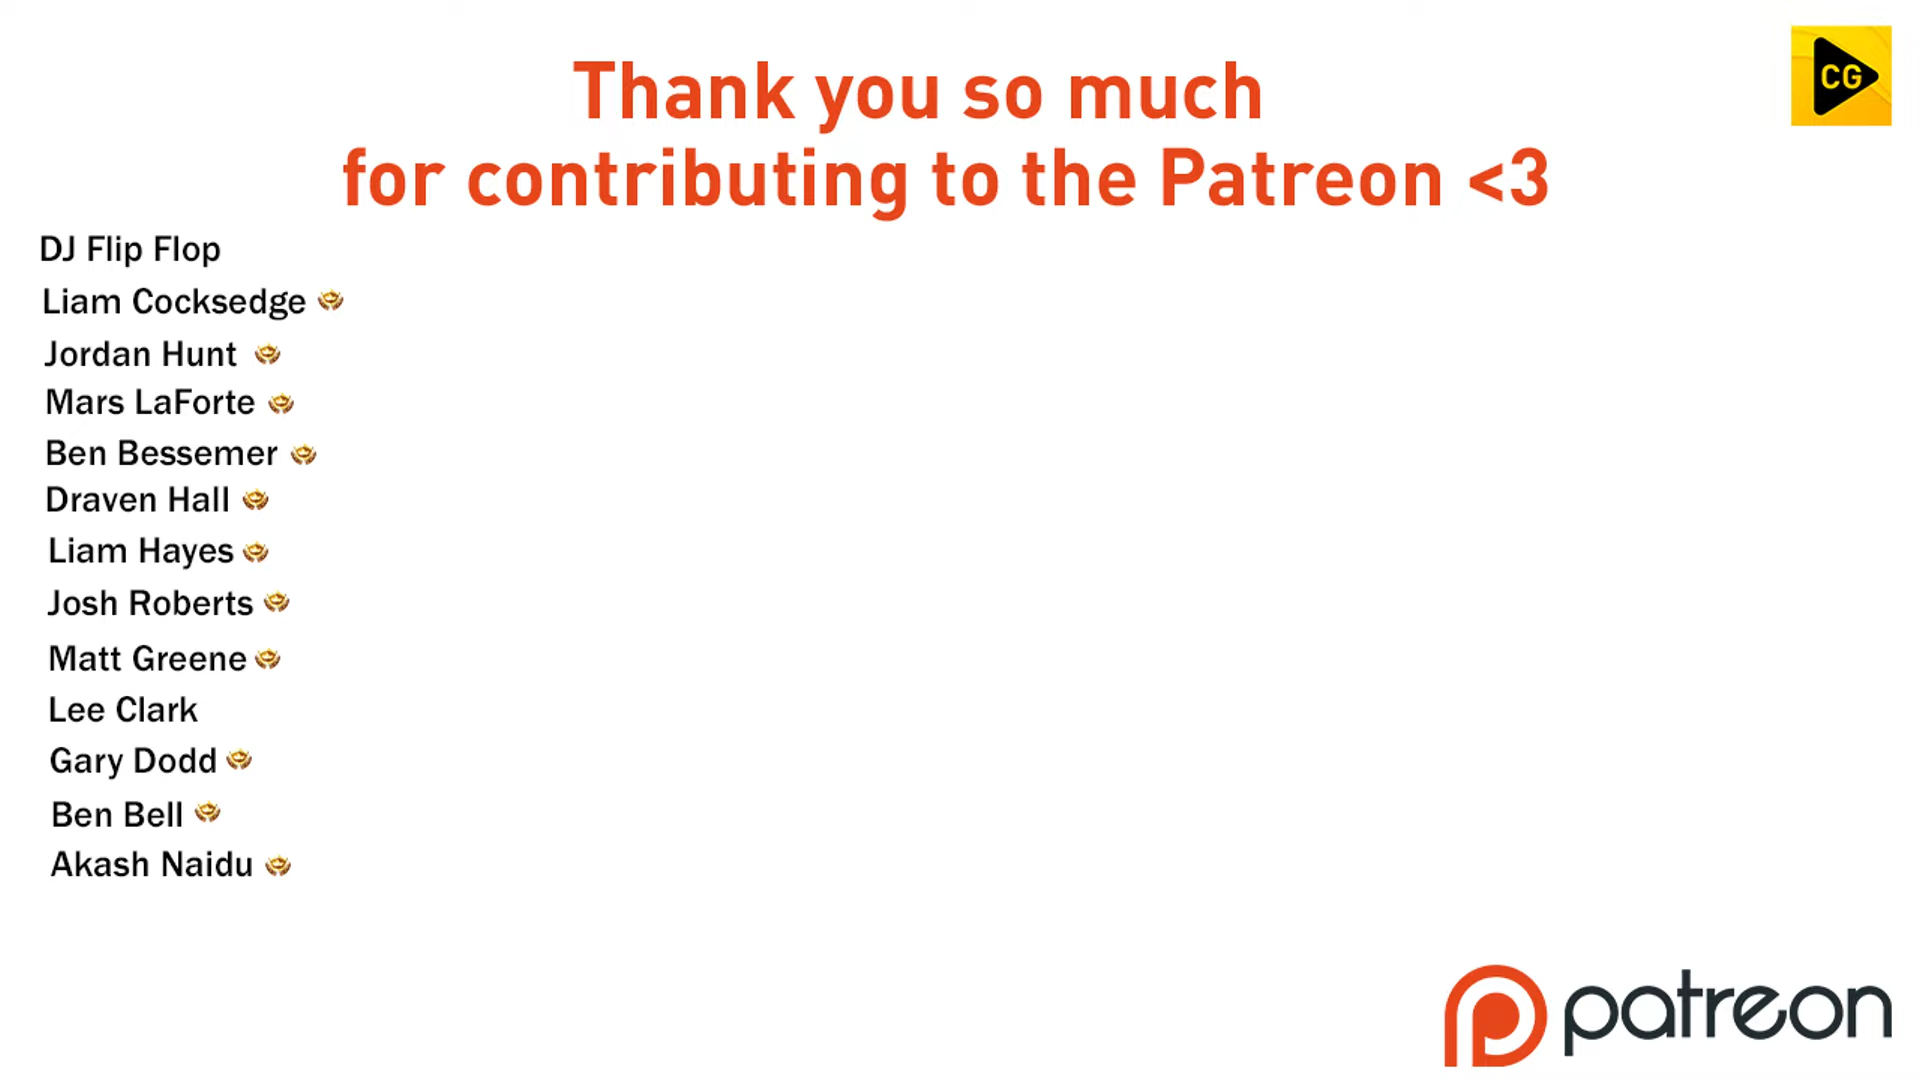 CG
Thank you so much
for contributing to the Patreon <3
DJ Flip Flop
Liam Cocksedge
Jordan Hunt
Mars LaForte
Ben Bessemer
Draven Hall
Liam Hayes
Josh Roberts
Matt Greene
Lee Clark
Gary Dodd
Ben Bell
Akash Naidu
patreon